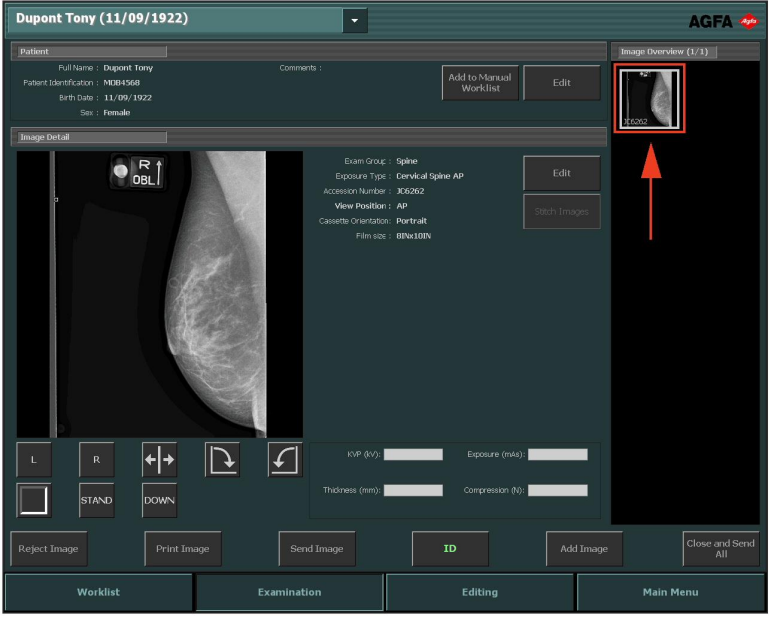 Dupont Tony (11/09/1922)
AGFA
Patient
Full Name : Dupont Tony
Patient Identification : MOB4568
Birth Date : 11/09/1922
Sex : Female
Comments :
Add to Manual
Worklist
Edit
Image Overview (1/1)
JC6262
Image Detail
R
OBL
Exam Group : Spine
Exposure Type : Cervical Spine AP
Accession Number : JC6262
View Position : AP
Cassette Orientation: Portrait
Film size : 8INx10IN
Edit
Stitch Images
L
R
STAND
DOWN
KVP (kV):
Exposure (mAs):
Thickness (mm):
Compression (N):
Reject Image
Print Image
Send Image
ID
Add Image
Close and Send
All
Worklist
Examination
Editing
Main Menu